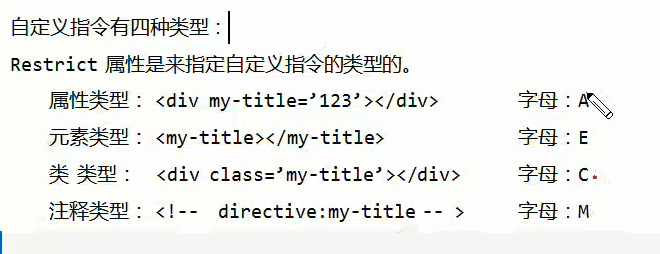 自定义指令有四种类型：
Restrict 属性是来指定自定义指令的类型的。
属性类型： <div my-title=’123’></div> 字母：A
元素类型： <my-title></my-title> 字母：E
类 类型： <div class=’my-title’></div> 字母：C
注释类型： <!-- directive:my-title -- > 字母：M